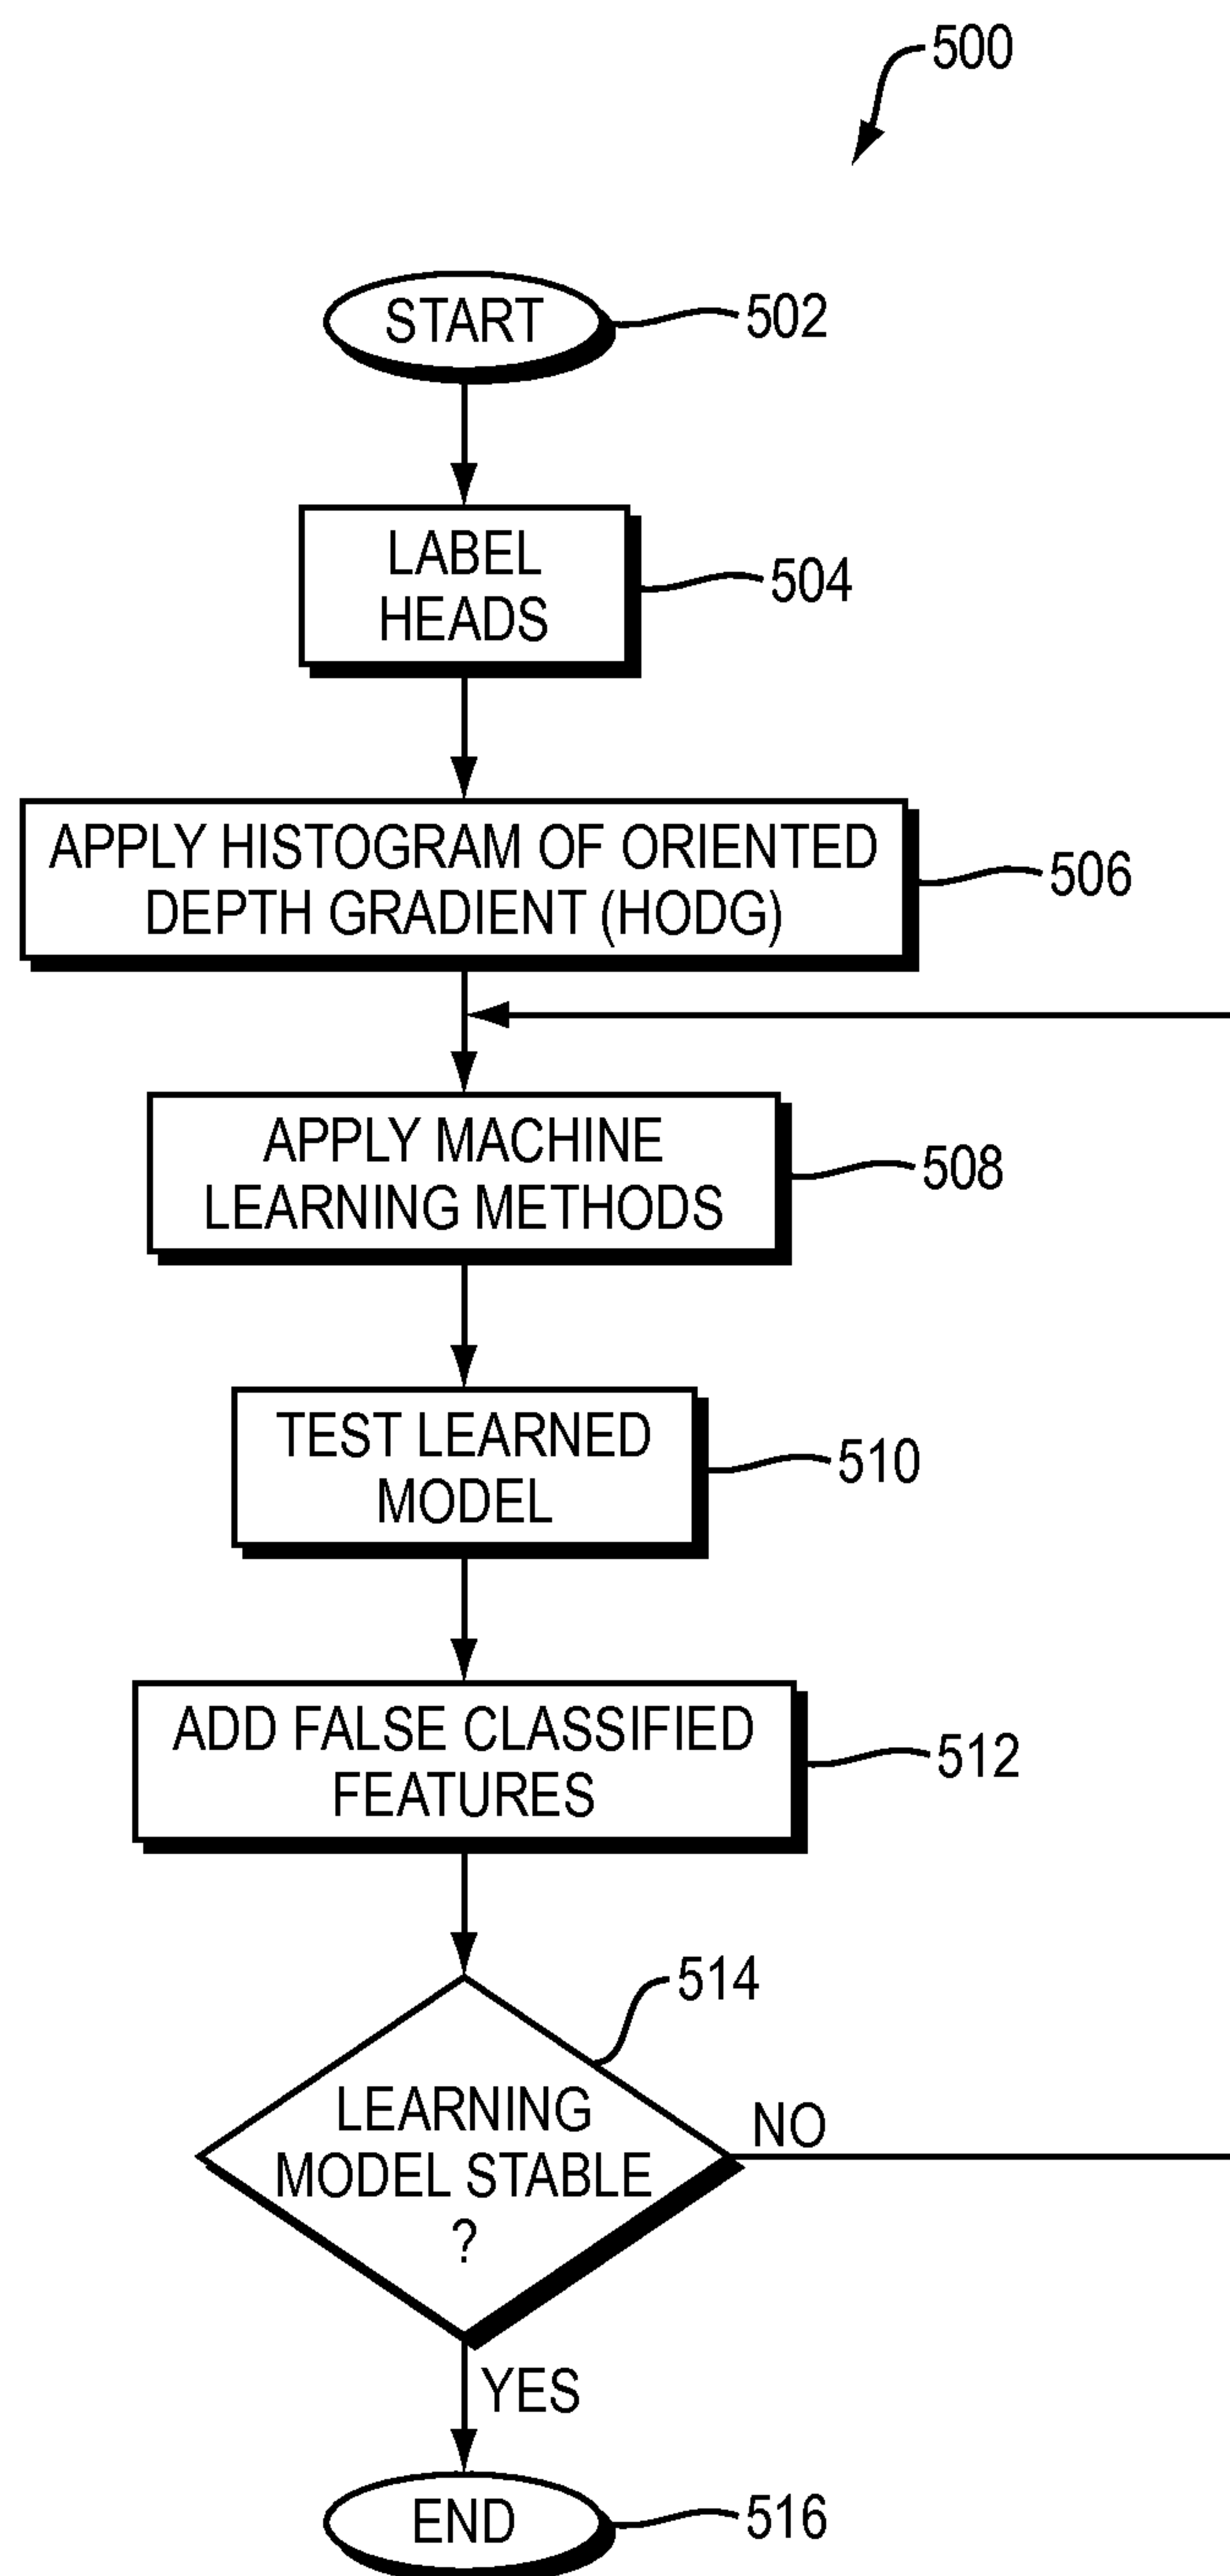 500
START
502
LABEL
HEADS
504
APPLY HISTOGRAM OF ORIENTED
DEPTH GRADIENT (HODG)
506
APPLY MACHINE
LEARNING METHODS
508
TEST LEARNED
MODEL
510
ADD FALSE CLASSIFIED
FEATURES
512
514
LEARNING
MODEL STABLE
?
NO
YES
END
516